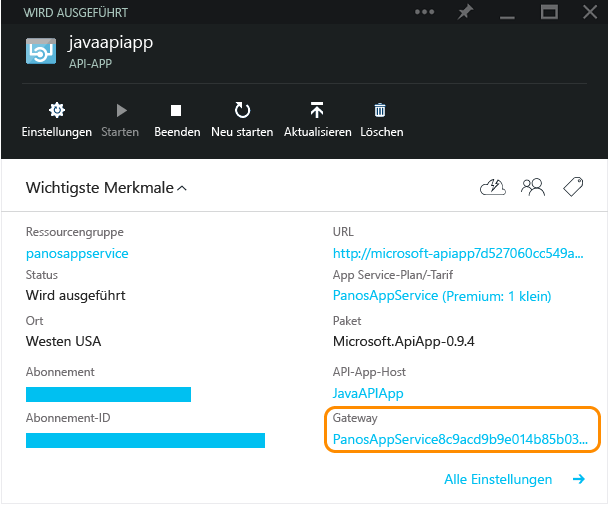 WIRD AUSGEFÜHRT
javaapiapp
API-APP
Einstellungen
Starten
Beenden
Neu starten
Aktualisieren
Löschen
Wichtigste Merkmale
Ressourcengruppe
panosappservice
Status
Wird ausgeführt
Ort
Westen USA
Abonnement
Abonnement-ID
URL
http://microsoft-apiapp7d527060cc549a...
App Service-Plan/-Tarif
PanosAppService (Premium: 1 klein)
Paket
Microsoft.ApiApp-0.9.4
API-App-Host
JavaAPIApp
Gateway
PanosAppService8c9acd9b9e014b85b03...
Alle Einstellungen